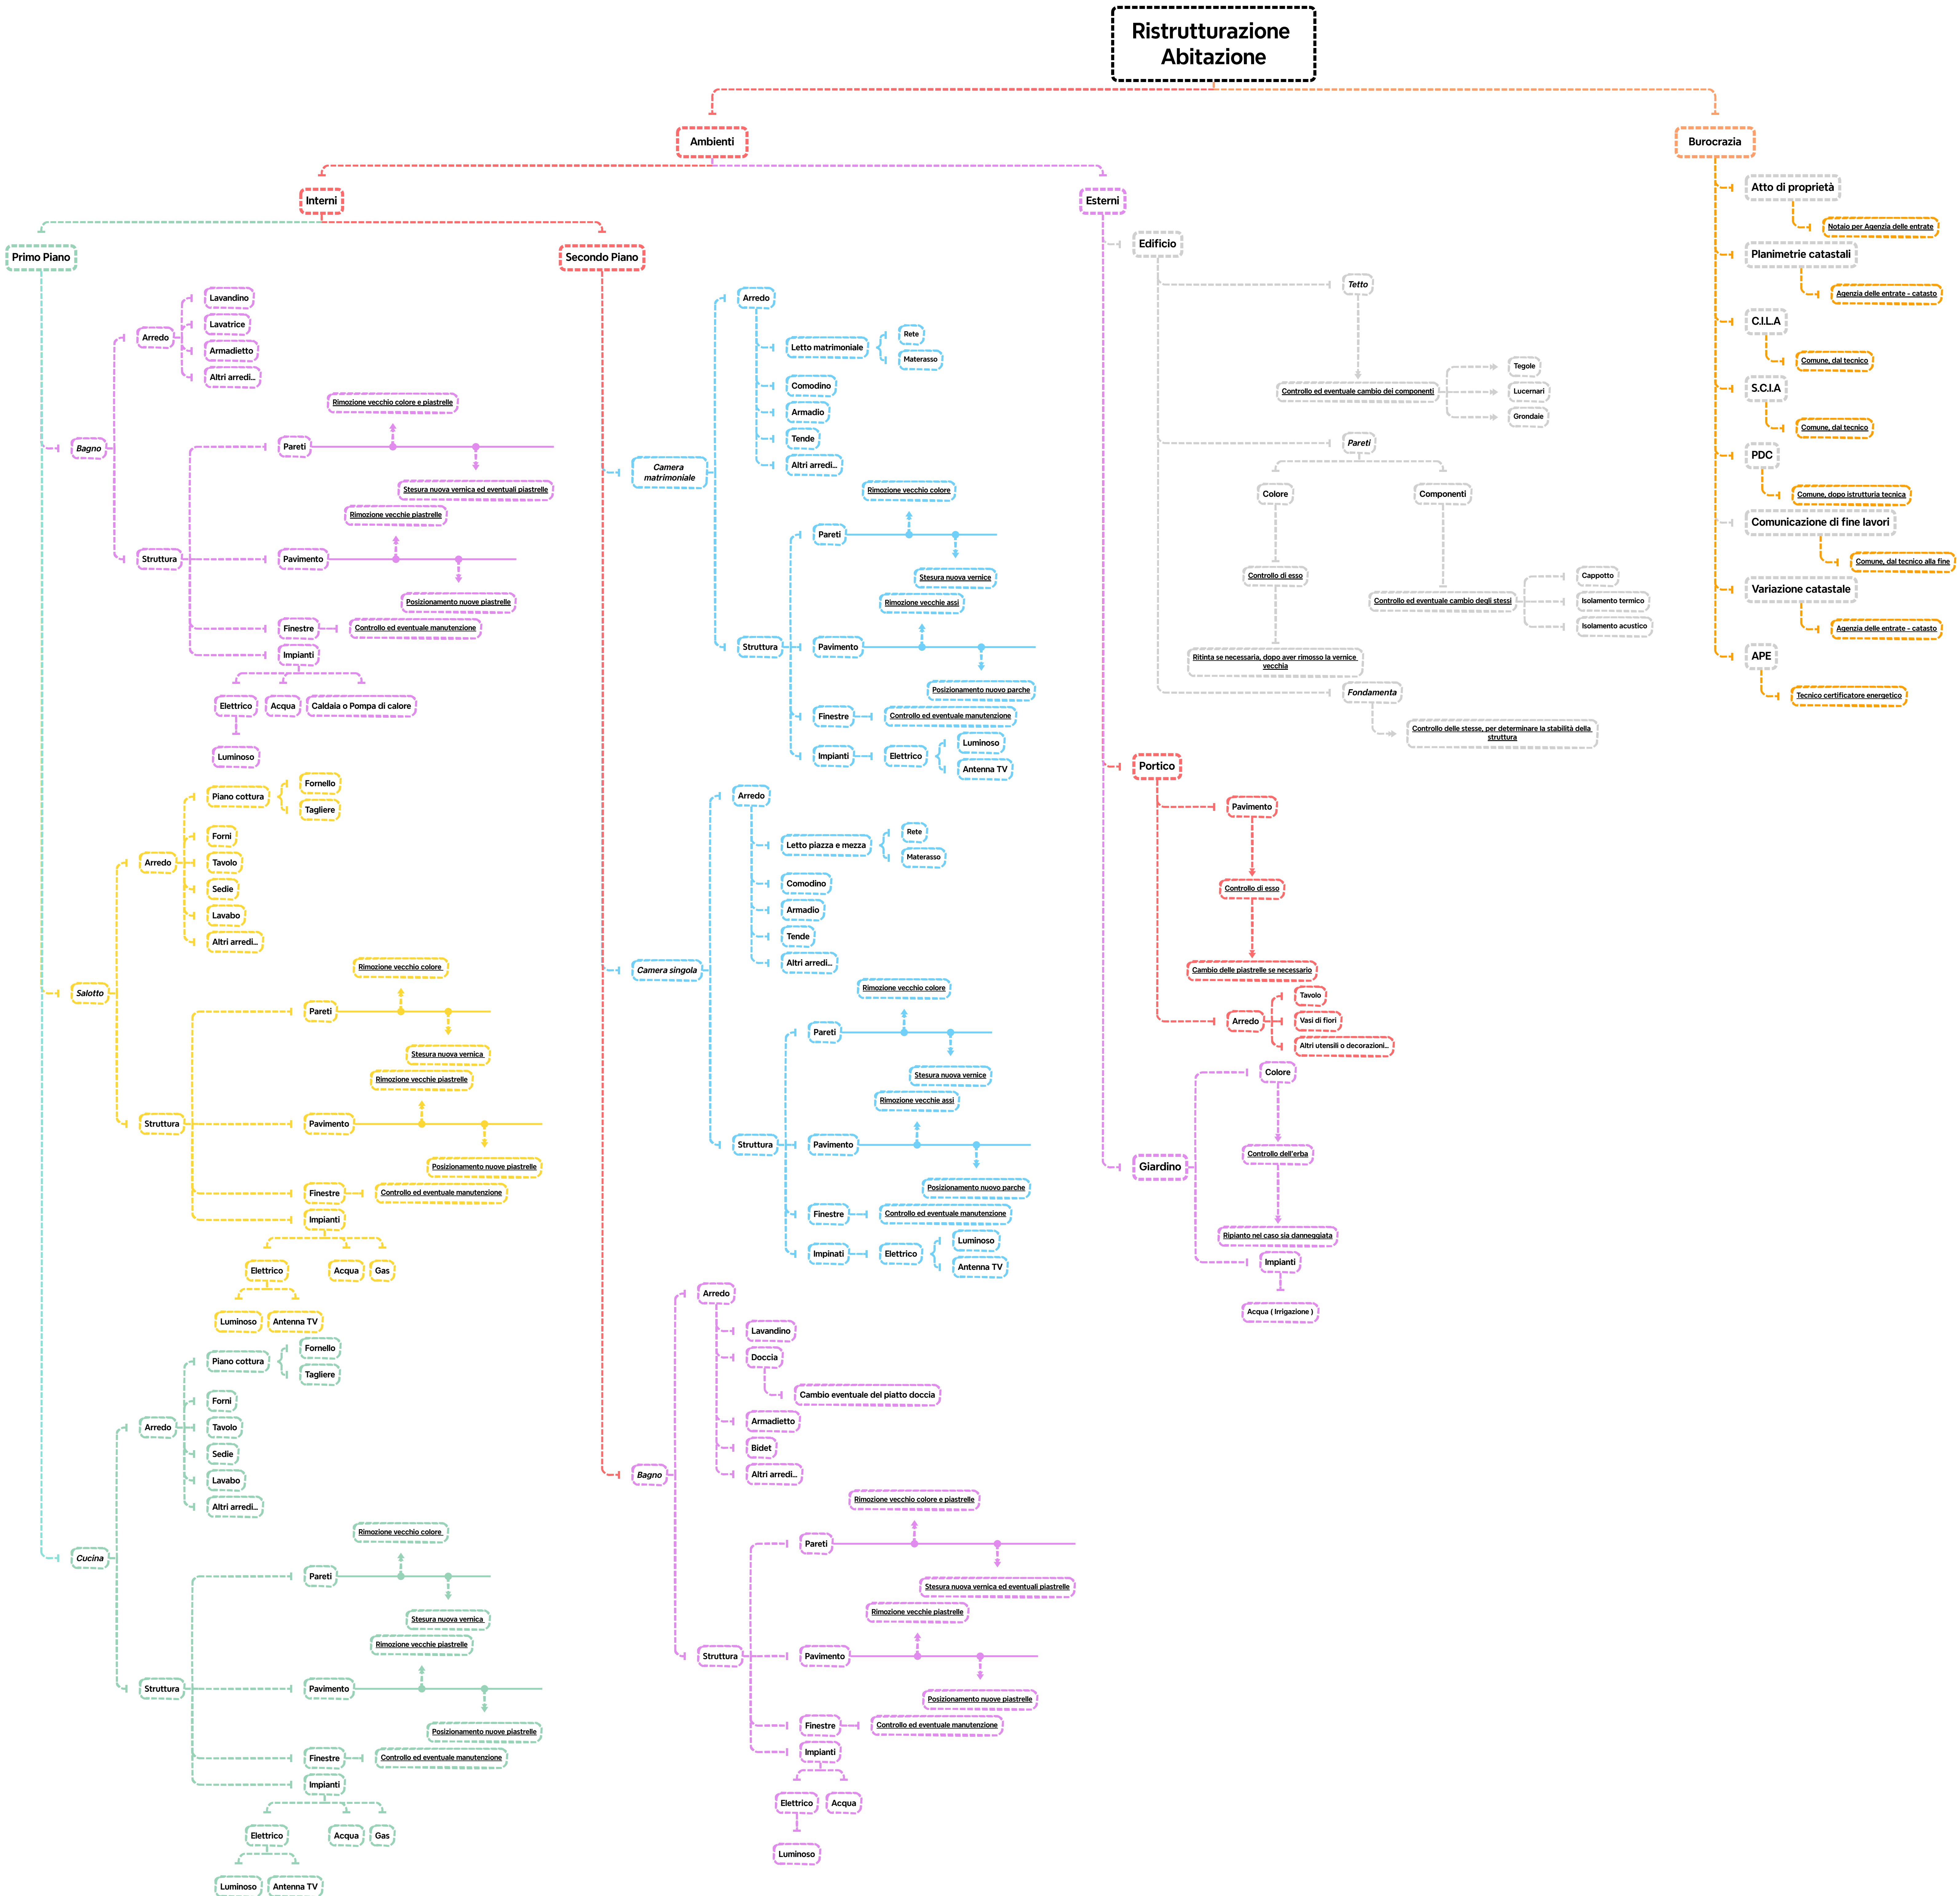 Ristrutturazione
Abitazione
Ambienti
Interni
Primo Piano
Bagno
Arredo
Lavandino
Lavatrice
Armadietto
Altri arredi...
Struttura
Pareti
Rimozione vecchio colore e piastrelle
Stesura nuova vernica ed eventuali piastrelle
Pavimento
Rimozione vecchie piastrelle
Posizionamento nuove piastrelle
Finestre
Controllo ed eventuale manutenzione
Impianti
Elettrico
Luminoso
Acqua
Caldaia o Pompa di calore
Salotto
Arredo
Piano cottura
Fornello
Tagliere
Forni
Tavolo
Sedie
Lavabo
Altri arredi...
Struttura
Pareti
Rimozione vecchio colore
Stesura nuova vernica
Pavimento
Rimozione vecchie piastrelle
Posizionamento nuove piastrelle
Finestre
Controllo ed eventuale manutenzione
Impianti
Elettrico
Luminoso
Antenna TV
Acqua
Gas
Cucina
Arredo
Piano cottura
Fornello
Tagliere
Forni
Tavolo
Sedie
Lavabo
Altri arredi...
Struttura
Pareti
Rimozione vecchio colore
Stesura nuova vernica
Pavimento
Rimozione vecchie piastrelle
Posizionamento nuove piastrelle
Finestre
Controllo ed eventuale manutenzione
Impianti
Elettrico
Luminoso
Antenna TV
Acqua
Gas
Secondo Piano
Camera
matrimoniale
Arredo
Letto matrimoniale
Rete
Materasso
Comodino
Armadio
Tende
Altri arredi...
Struttura
Pareti
Rimozione vecchio colore
Stesura nuova vernice
Pavimento
Rimozione vecchie assi
Posizionamento nuovo parche
Finestre
Controllo ed eventuale manutenzione
Impianti
Elettrico
Luminoso
Antenna TV
Camera singola
Arredo
Letto piazza e mezza
Rete
Materasso
Comodino
Armadio
Tende
Altri arredi...
Struttura
Pareti
Rimozione vecchio colore
Stesura nuova vernice
Pavimento
Rimozione vecchie assi
Posizionamento nuovo parche
Finestre
Controllo ed eventuale manutenzione
Impinati
Elettrico
Luminoso
Antenna TV
Bagno
Arredo
Lavandino
Doccia
Cambio eventuale del piatto doccia
Armadietto
Bidet
Altri arredi...
Struttura
Pareti
Rimozione vecchio colore e piastrelle
Stesura nuova vernica ed eventuali piastrelle
Pavimento
Rimozione vecchie piastrelle
Posizionamento nuove piastrelle
Finestre
Controllo ed eventuale manutenzione
Impianti
Elettrico
Luminoso
Acqua
Esterni
Edificio
Tetto
Controllo ed eventuale cambio dei componenti
Tegole
Lucernari
Grondaie
Pareti
Colore
Controllo di esso
Ritinta se necessaria, dopo aver rimosso la vernice
vecchia
Componenti
Controllo ed eventuale cambio degli stessi
Cappotto
Isolamento termico
Isolamento acustico
Fondamenta
Controllo delle stesse, per determinare la stabilità della
struttura
Portico
Pavimento
Controllo di esso
Cambio delle piastrelle se necessario
Arredo
Tavolo
Vasi di fiori
Altri utensili o decorazioni...
Giardino
Colore
Controllo dell'erba
Ripianto nel caso sia danneggiata
Impianti
Acqua ( Irrigazione )
Burocrazia
Atto di proprietà
Notaio per Agenzia delle entrate
Planimetrie catastali
Agenzia delle entrate - catasto
C.I.L.A
Comune, dal tecnico
S.C.I.A
Comune, dal tecnico
PDC
Comune, dopo istrutturia tecnica
Comunicazione di fine lavori
Comune, dal tecnico alla fine
Variazione catastale
Agenzia delle entrate - catasto
APE
Tecnico certificatore energetico